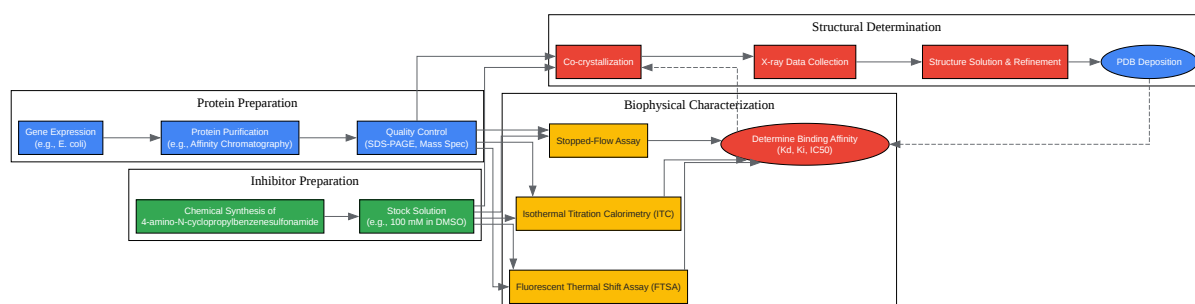 Structural Determination
Co-crystallization
X-ray Data Collection
Structure Solution & Refinement
PDB Deposition
Protein Preparation
Gene Expression
(e.g., E. coli)
Protein Purification
(e.g., Affinity Chromatography)
Quality Control
(SDS-PAGE, Mass Spec)
Biophysical Characterization
Stopped-Flow Assay
Determine Binding Affinity
(Kd, Ki, IC50)
Isothermal Titration Calorimetry (ITC)
Fluorescent Thermal Shift Assay (FTSA)
Inhibitor Preparation
Chemical Synthesis of
4-amino-N-cyclopropylbenzenesulfonamide
Stock Solution
(e.g., 100 mM in DMSO)